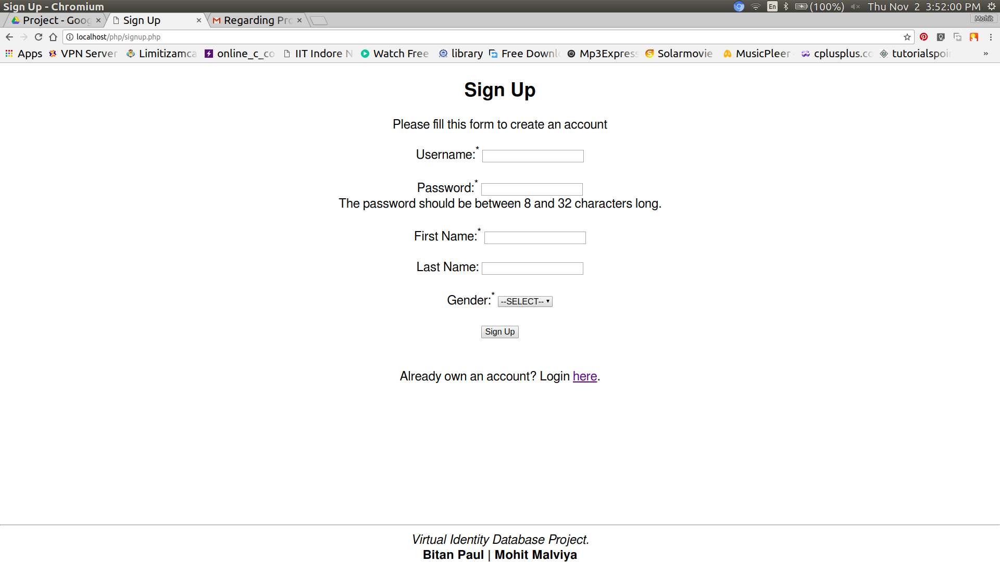 Sign Up - Chromium
En (100%) Thu Nov 2 3:52:00 PM
Project - Goog Sign Up Regarding Pro Mohit
localhost/php/signup.php
Apps VPN Server Limitizamca online_c_co IIT Indore N Watch Free library Free Downl Mp3Express Solarmovie MusicPleer cplusplus.co tutorialspoin »
Sign Up
Please fill this form to create an account
Username:*
Password:*
The password should be between 8 and 32 characters long.
First Name:*
Last Name:
Gender:* --SELECT--
Sign Up
Already own an account? Login here.
Virtual Identity Database Project.
Bitan Paul | Mohit Malviya